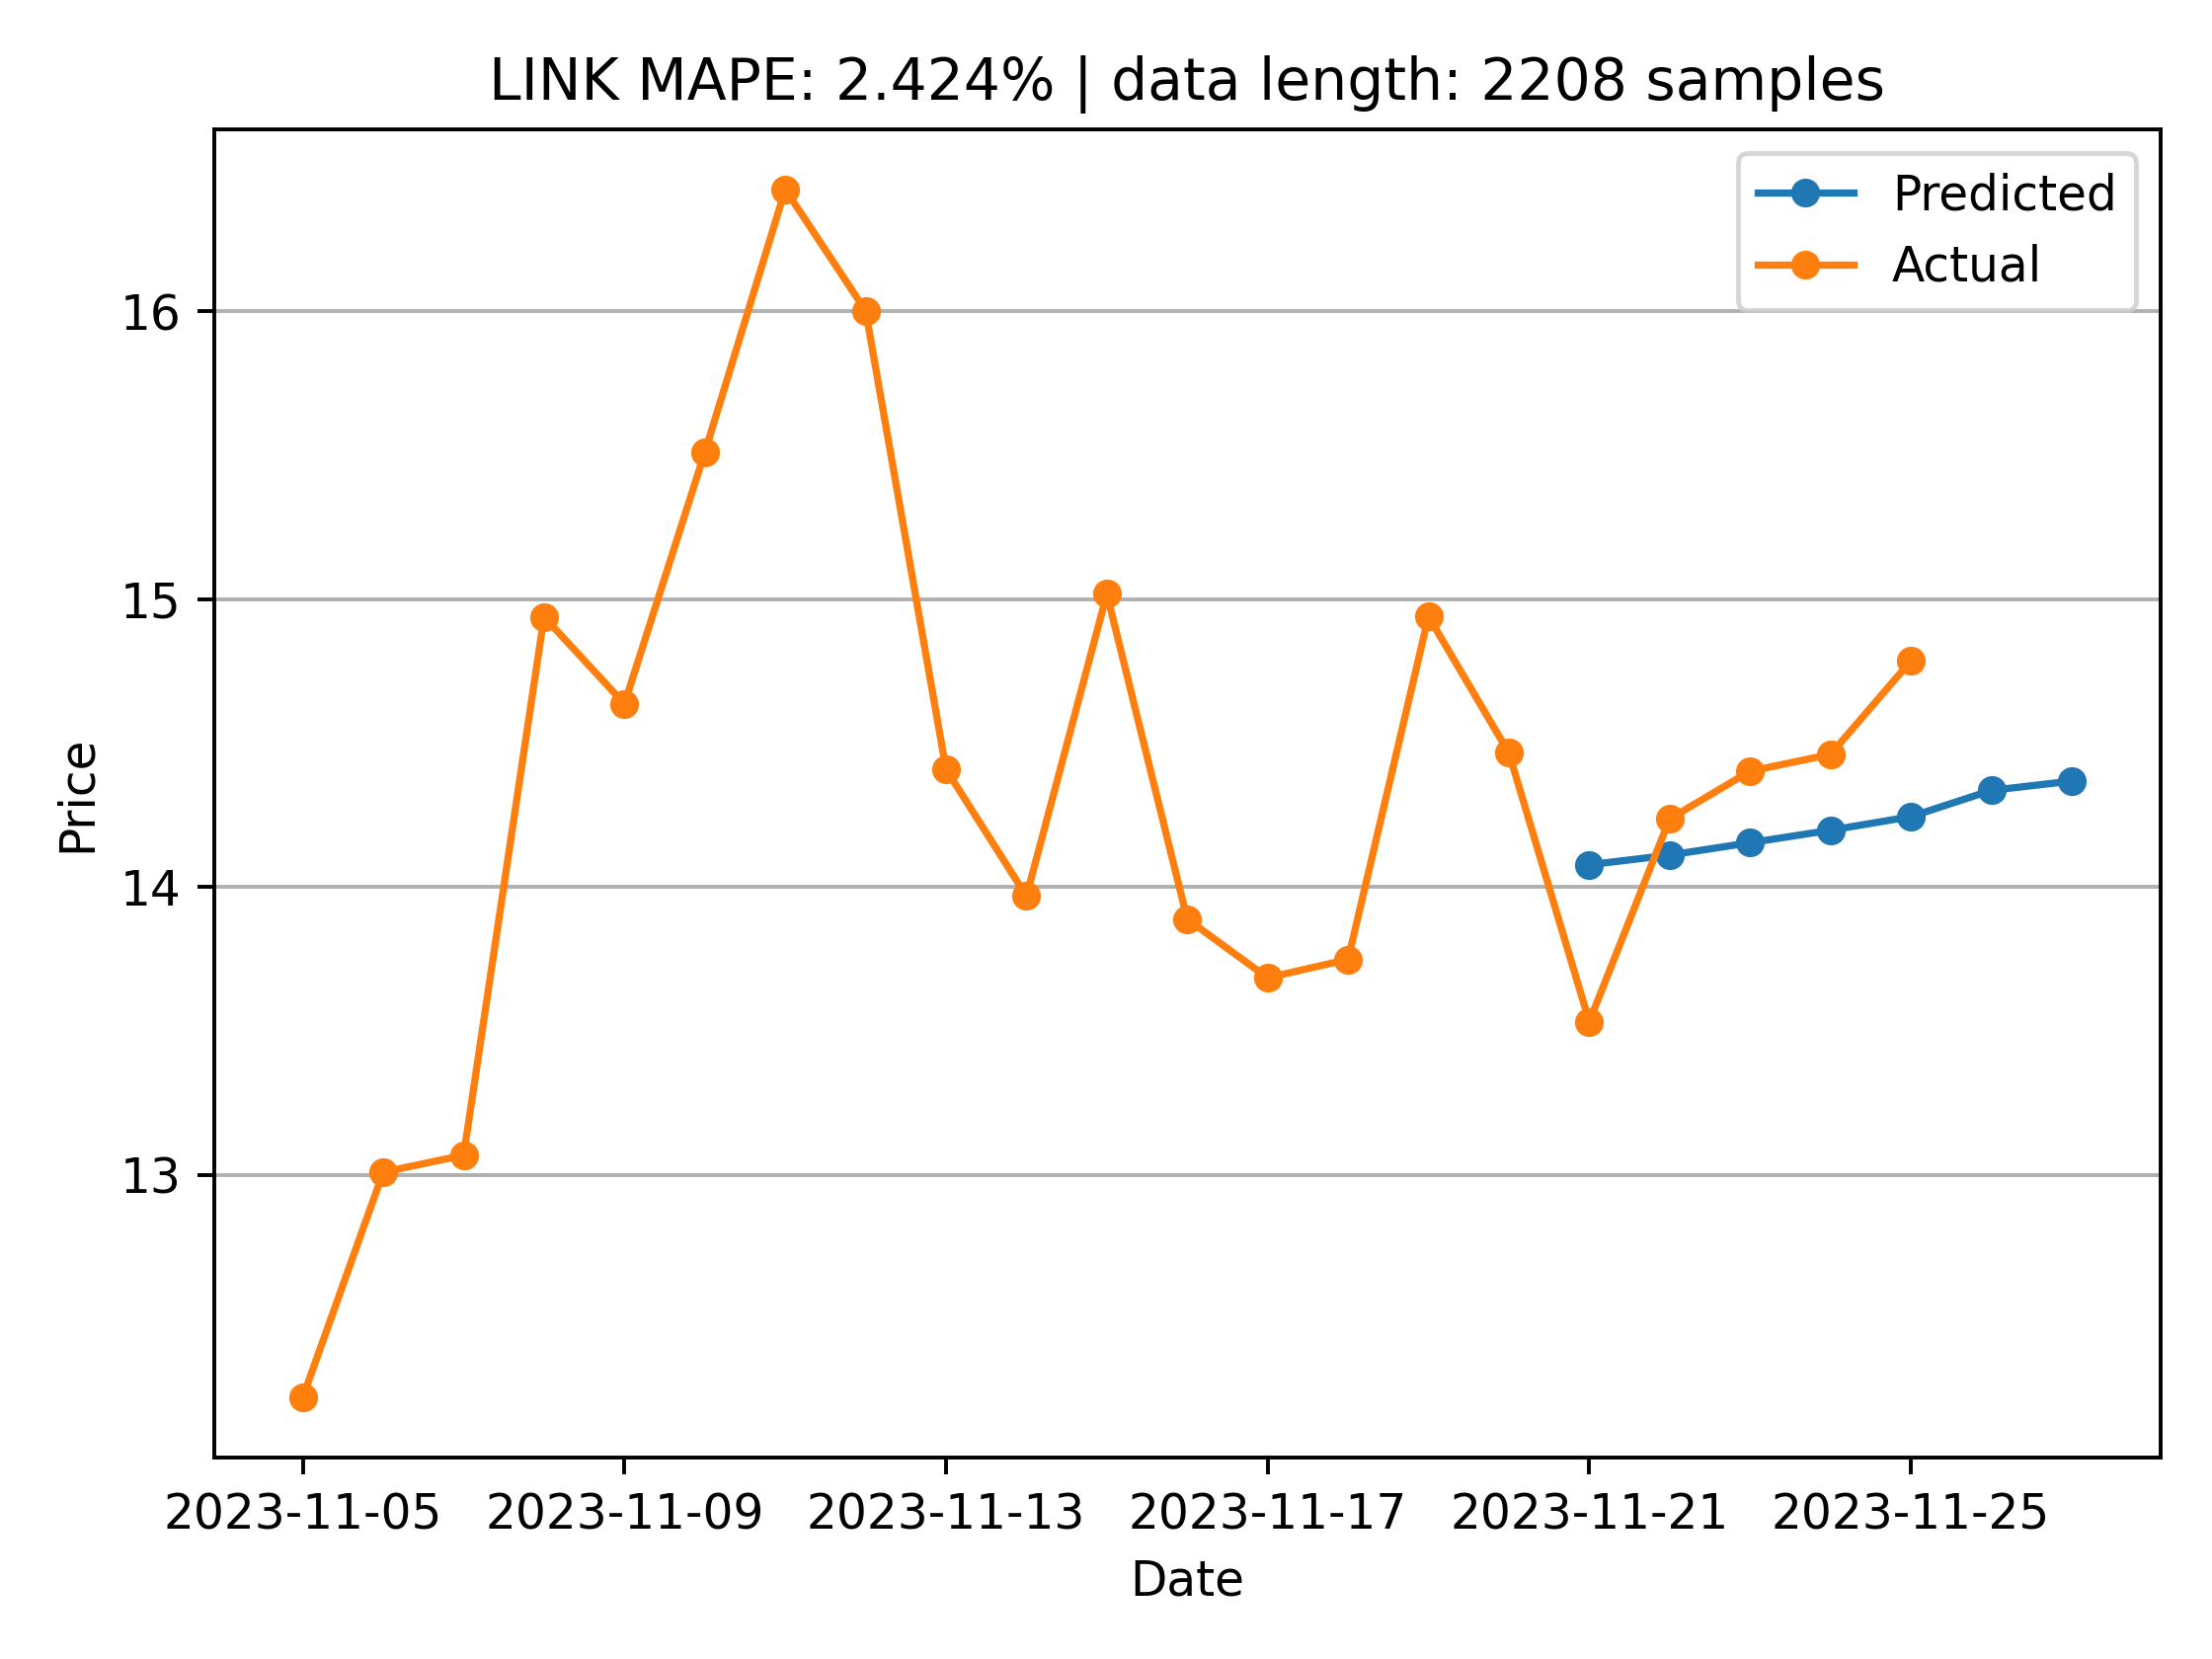 LINK MAPE: 2.424% | data length: 2208 samples
Predicted
Actual
16
15
14
13
Price
2023-11-05 2023-11-09 2023-11-13 2023-11-17 2023-11-21 2023-11-25
Date